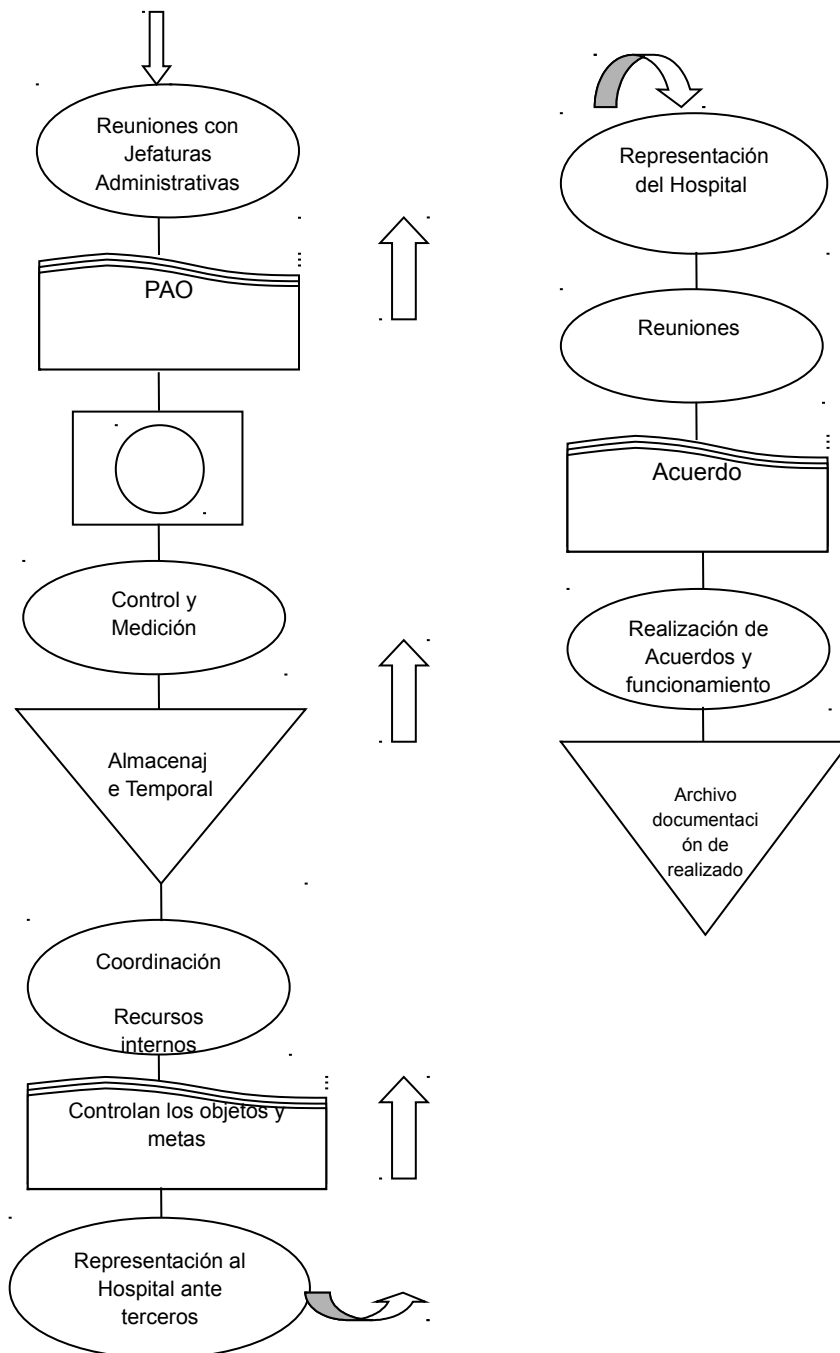 Reuniones con
Jefaturas
Administrativas
PAO
Control y
Medición
Almacenaj
e Temporal
Coordinación
Recursos
internos
Controlan los objetos y
metas
Representación al
Hospital ante
terceros
Representación
del Hospital
Reuniones
Acuerdo
Realización de
Acuerdos y
funcionamiento
Archivo
documentaci
ón de
realizado